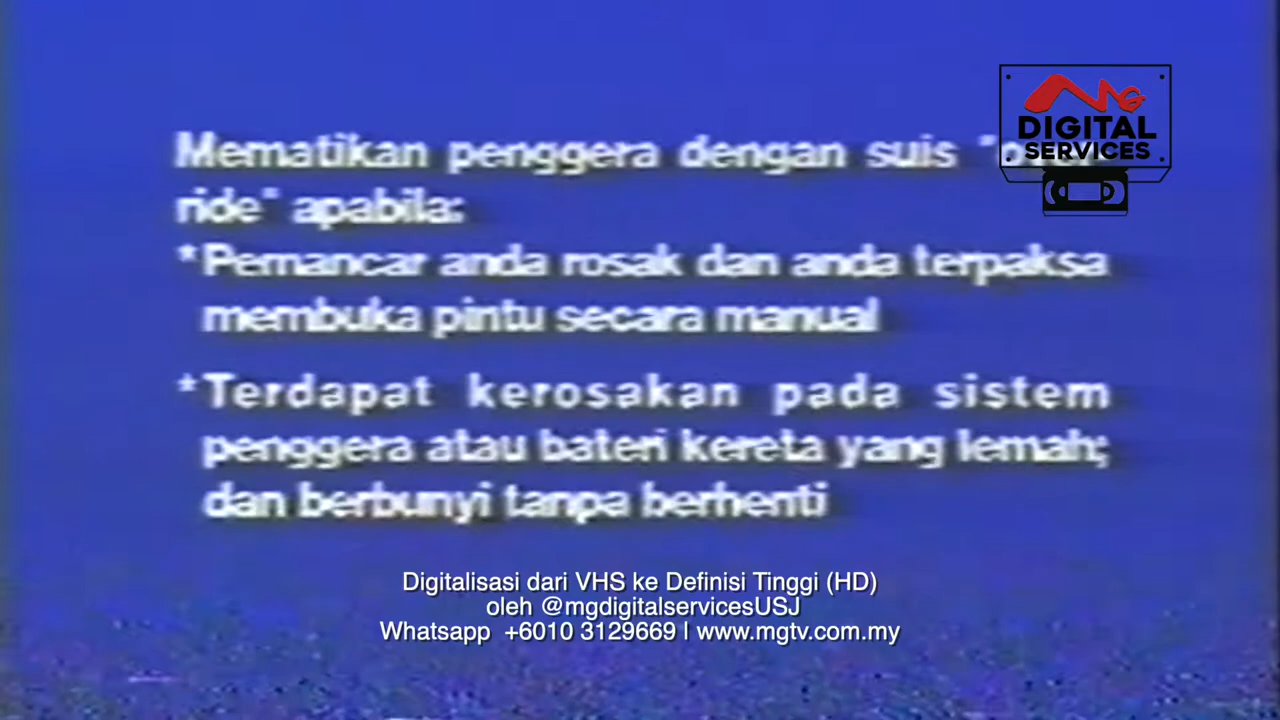 Mematikan penggera dengan suis
ride" apabila:
*Pemancar anda rosak dan anda terpaksa
membuka pintu secara manual
*Terdapat kerosakan pada sistem
penggera atau bateri kereta yang lemah;
dan berbunyi tanpa berhenti
MG
DIGITAL
SERVICES
Digitalisasi dari VHS ke Definisi Tinggi (HD)
oleh @mgdigitalservicesUSJ
Whatsapp +6010 3129669 | www.mgtv.com.my